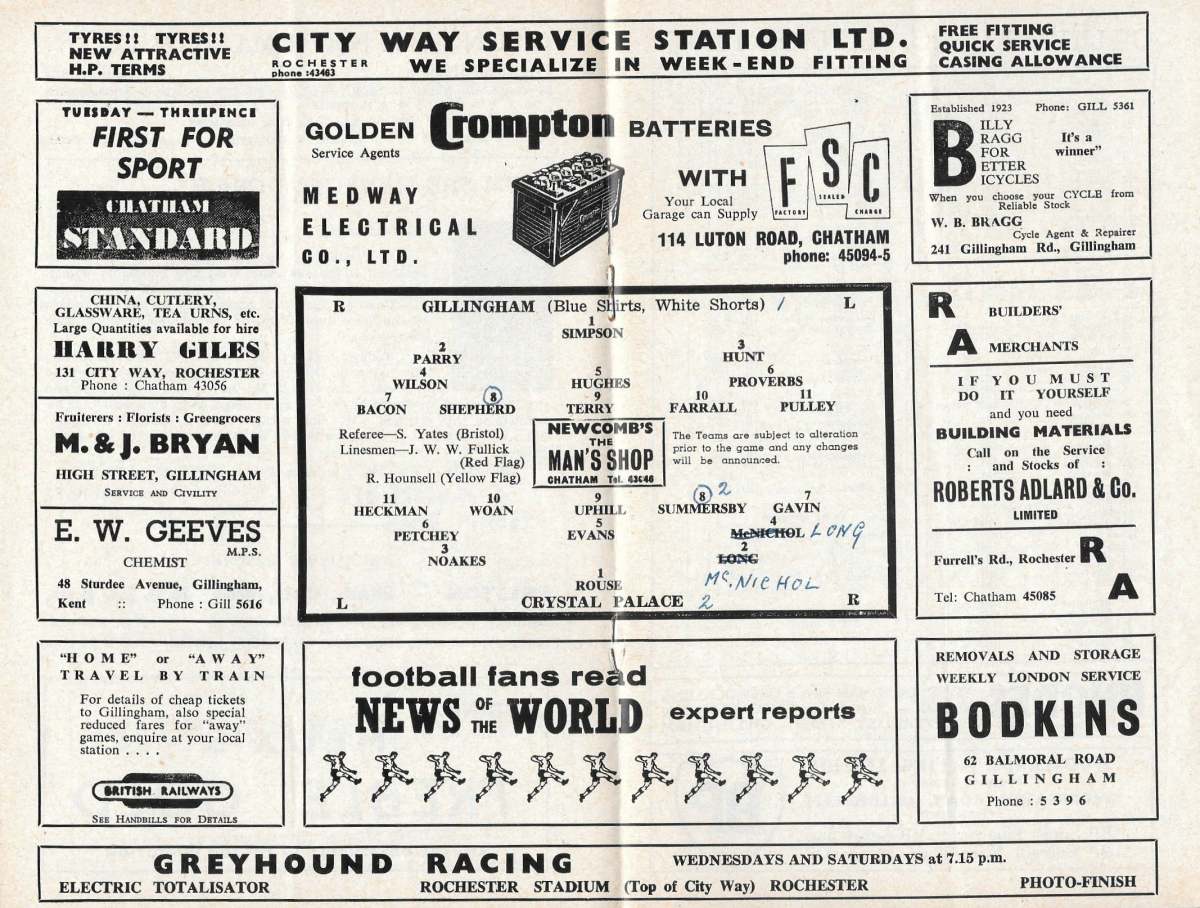 TYRES!! TYRES!!
NEW ATTRACTIVE
H.P. TERMS
CITY WAY SERVICE STATION LTD.
ROCHESTER
phone :43463
WE SPECIALIZE IN WEEK-END FITTING
FREE FITTING
QUICK SERVICE
CASING ALLOWANCE
TUESDAY — THREEPENCE
FIRST FOR
SPORT
CHATHAM
STANDARD
GOLDEN Crompton BATTERIES
Service Agents
MEDWAY
ELECTRICAL
CO., LTD.
Crompton
WITH
Your Local
Garage can Supply
F S C
FACTORY SEALED CHARGE
114 LUTON ROAD, CHATHAM
phone: 45094-5
Established 1923 Phone: GILL 5361
BILLY
RAGG
FOR
BETTER
BICYCLES
It's a
winner"
When you choose your CYCLE from
Reliable Stock
W. B. BRAGG
Cycle Agent & Repairer
241 Gillingham Rd., Gillingham
CHINA, CUTLERY,
GLASSWARE, TEA URNS, etc.
Large Quantities available for hire
HARRY GILES
131 CITY WAY, ROCHESTER
Phone : Chatham 43056
Fruiterers : Florists : Greengrocers
M. & J. BRYAN
HIGH STREET, GILLINGHAM
SERVICE AND CIVILITY
E. W. GEEVES
M.P.S.
CHEMIST
48 Sturdee Avenue, Gillingham,
Kent :: Phone : Gill 5616
R GILLINGHAM (Blue Shirts, White Shorts) 1 L
1
SIMPSON
2 3
PARRY HUNT
4 5 6
WILSON HUGHES PROVERBS
7 8 9 10 11
BACON SHEPHERD TERRY FARRALL PULLEY
Referee—S. Yates (Bristol)
Linesmen—J. W. W. Fullick
(Red Flag)
R. Hounsell (Yellow Flag)
NEWCOMB'S
THE
MAN'S SHOP
CHATHAM Tel. 43646
The Teams are subject to alteration
prior to the game and any changes
will be announced.
11 10 9 8 2 7
HECKMAN WOAN UPHILL SUMMERSBY GAVIN
6 5 4
PETCHEY EVANS McNICHOL LONG
3 2
NOAKES LONG
McNICHOL
1
ROUSE
L CRYSTAL PALACE 2 R
R
A
BUILDERS'
MERCHANTS
IF YOU MUST
DO IT YOURSELF
and you need
BUILDING MATERIALS
Call on the Service
: and Stocks of :
ROBERTS ADLARD & Co.
LIMITED
Furrell's Rd., Rochester R
Tel: Chatham 45085 A
"HOME" or "AWAY"
TRAVEL BY TRAIN
For details of cheap tickets
to Gillingham, also special
reduced fares for "away"
games, enquire at your local
station . . . .
BRITISH RAILWAYS
SEE HANDBILLS FOR DETAILS
football fans read
NEWS OF THE WORLD expert reports
REMOVALS AND STORAGE
WEEKLY LONDON SERVICE
BODKINS
62 BALMORAL ROAD
GILLINGHAM
Phone : 5396
GREYHOUND RACING WEDNESDAYS AND SATURDAYS at 7.15 p.m.
ELECTRIC TOTALISATOR ROCHESTER STADIUM (Top of City Way) ROCHESTER PHOTO-FINISH